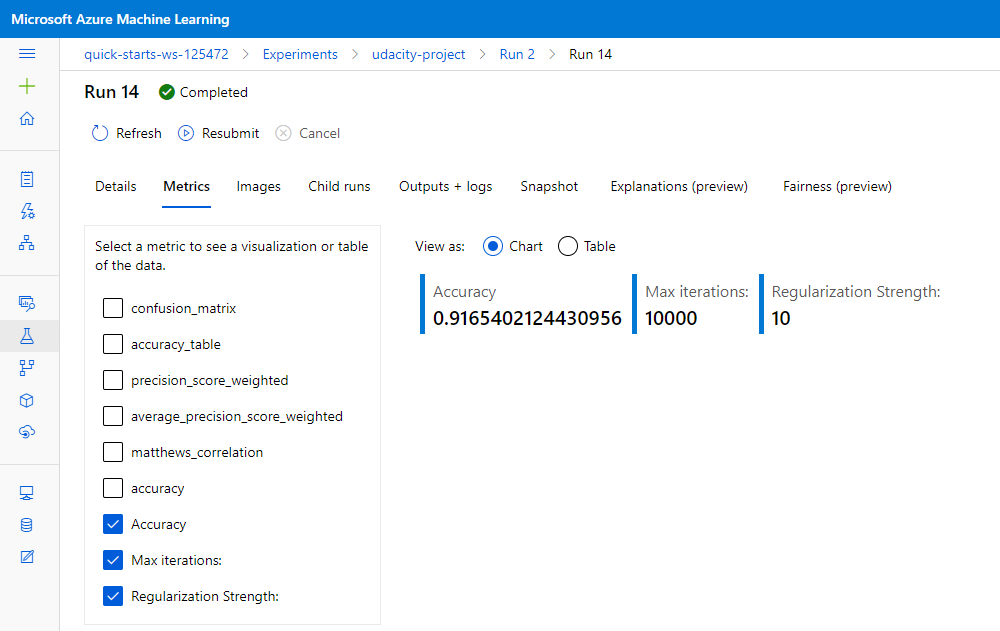 Microsoft Azure Machine Learning
quick-starts-ws-125472 > Experiments > udacity-project > Run 2 > Run 14
Run 14 Completed
Refresh Resubmit Cancel
Details Metrics Images Child runs Outputs + logs Snapshot Explanations (preview) Fairness (preview)
Select a metric to see a visualization or table
of the data.
confusion_matrix
accuracy_table
precision_score_weighted
average_precision_score_weighted
matthews_correlation
accuracy
Accuracy
Max iterations:
Regularization Strength:
View as: Chart Table
Accuracy
0.9165402124430956
Max iterations:
10000
Regularization Strength:
10